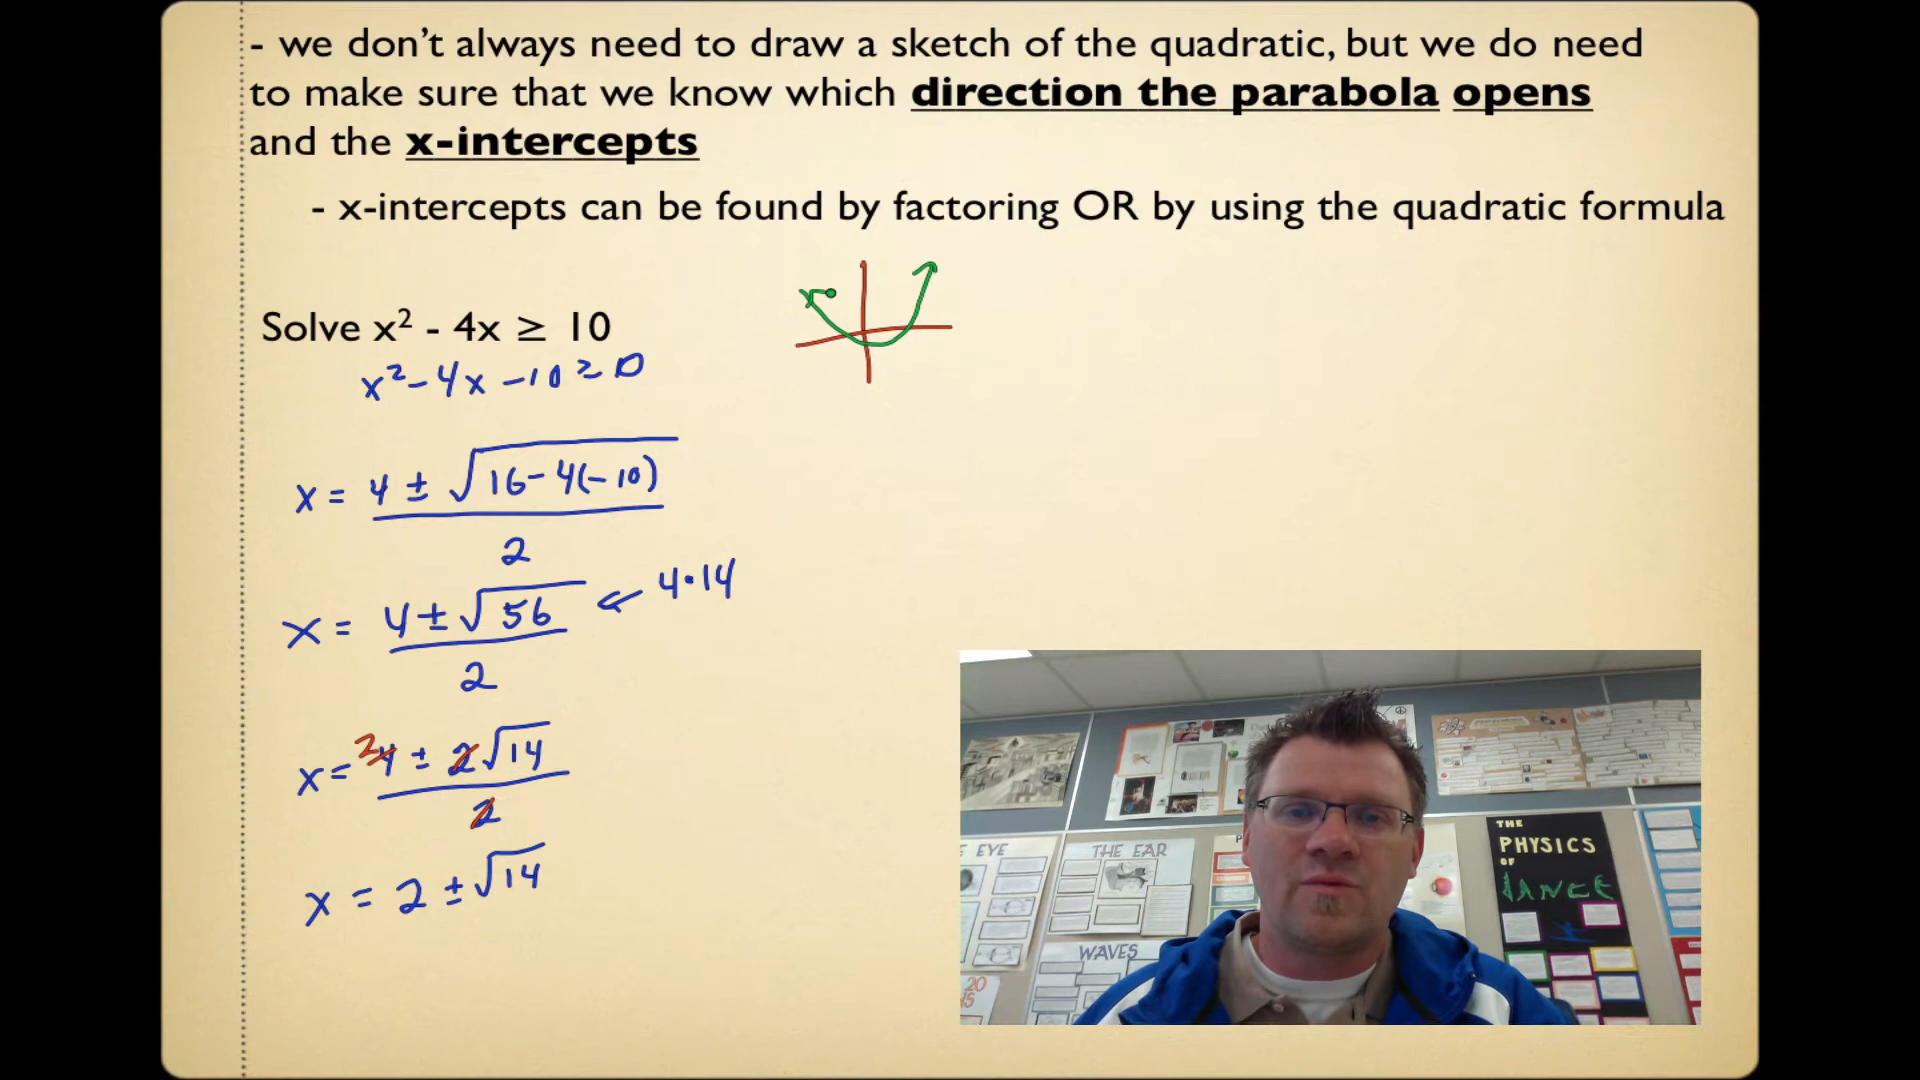 - we don't always need to draw a sketch of the quadratic, but we do need
to make sure that we know which direction the parabola opens
and the x-intercepts
- x-intercepts can be found by factoring OR by using the quadratic formula
Solve x² - 4x ≥ 10
x² - 4x - 10 ≥ 0
x = 4 ± √16 - 4(-10)
2
x = 4 ± √56 ← 4·14
2
x = 2 4 ± 2√14
2
x = 2 ± √14
EYE
THE EAR
WAVES
20
THE
PHYSICS
OF
DANCE